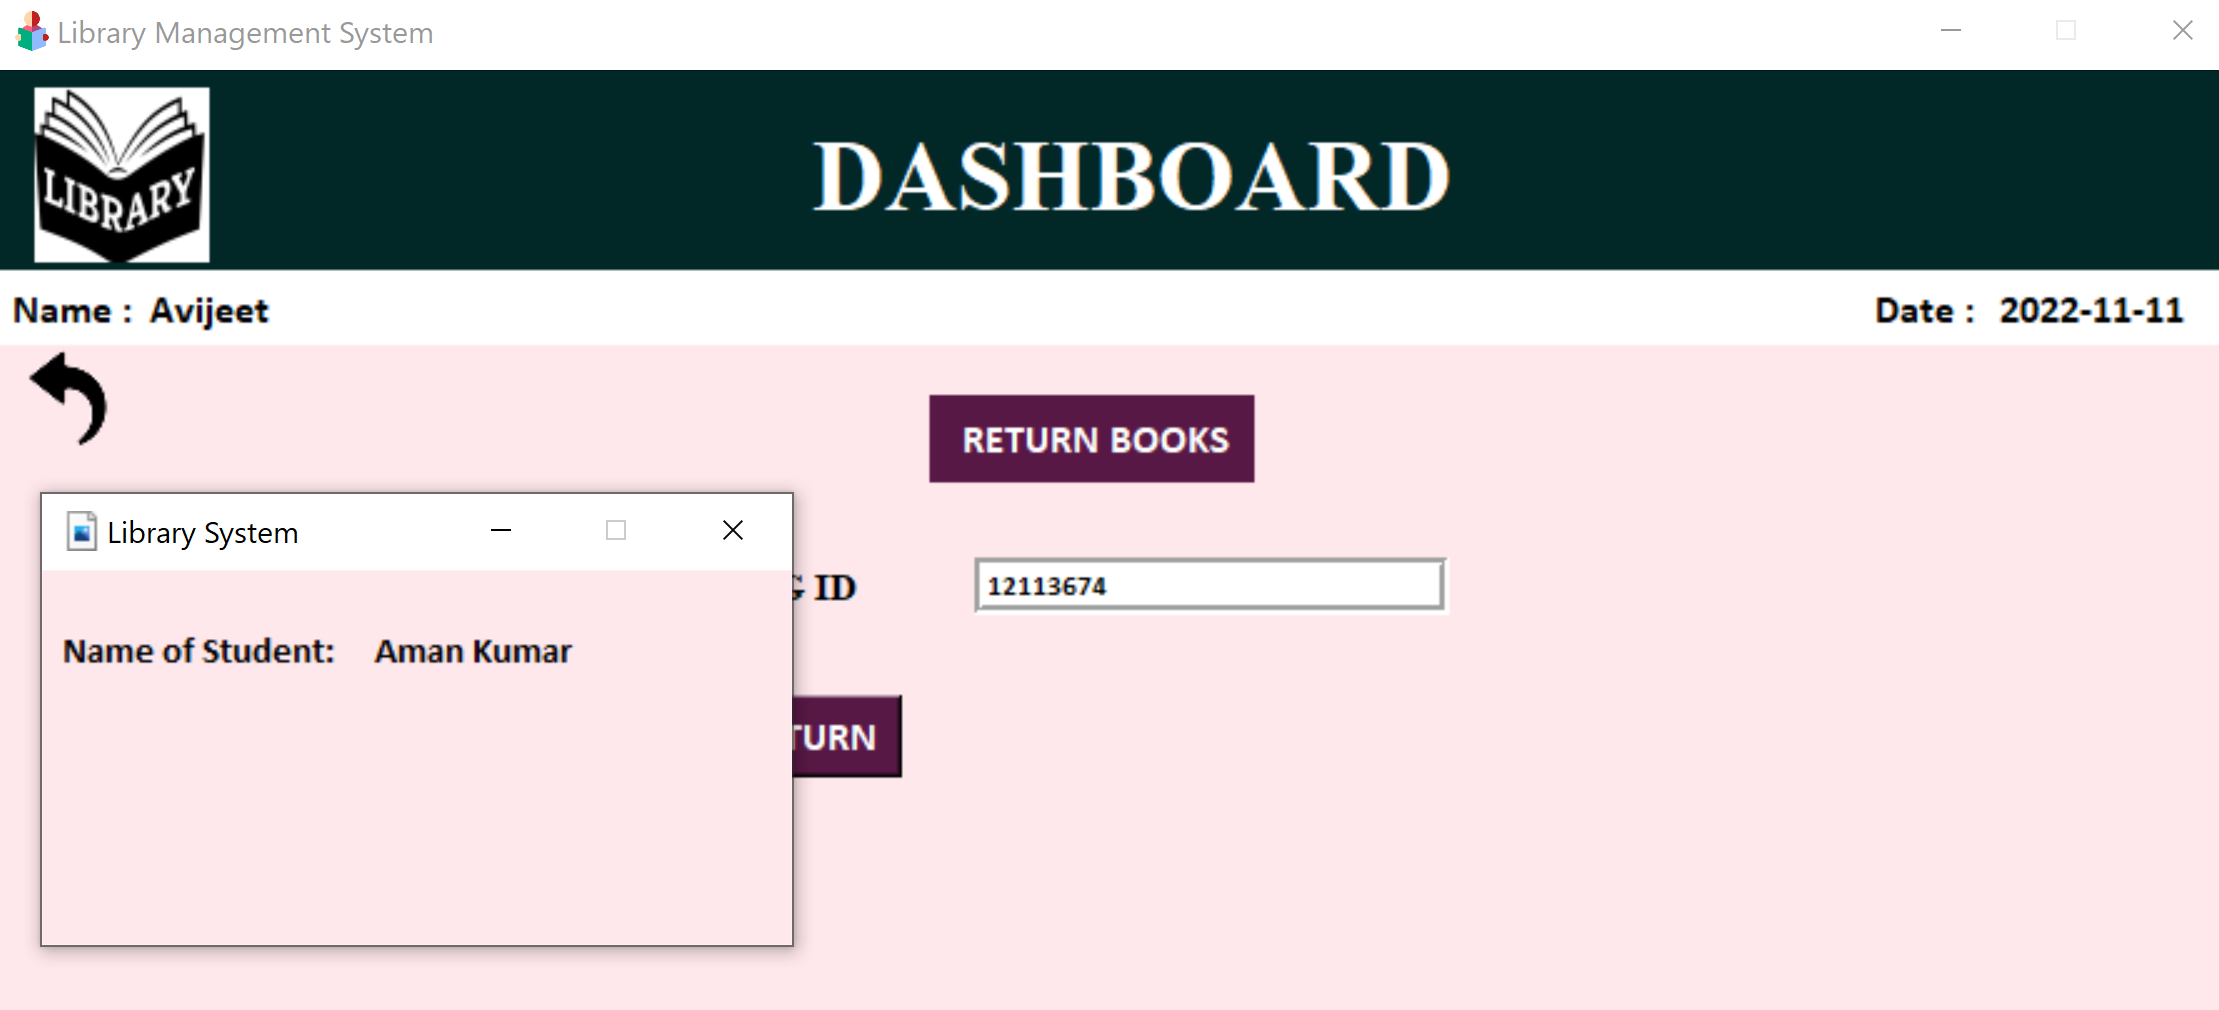 Library Management System
LIBRARY
DASHBOARD
Name : Avijeet
Date : 2022-11-11
RETURN BOOKS
Library System
ID
12113674
Name of Student: Aman Kumar
TURN